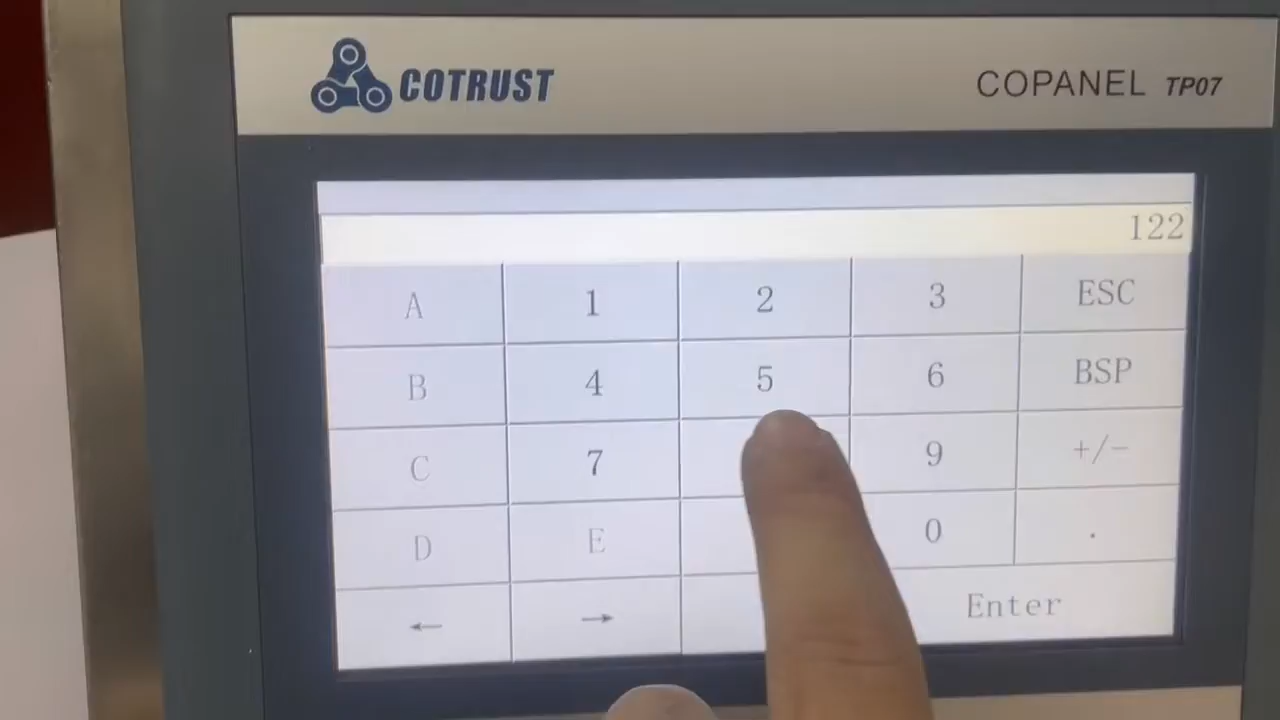 COTRUST COPANEL TP07
122
A 1 2 3 ESC
B 4 5 6 BSP
C 7 9 +/-
D E 0 .
← → Enter